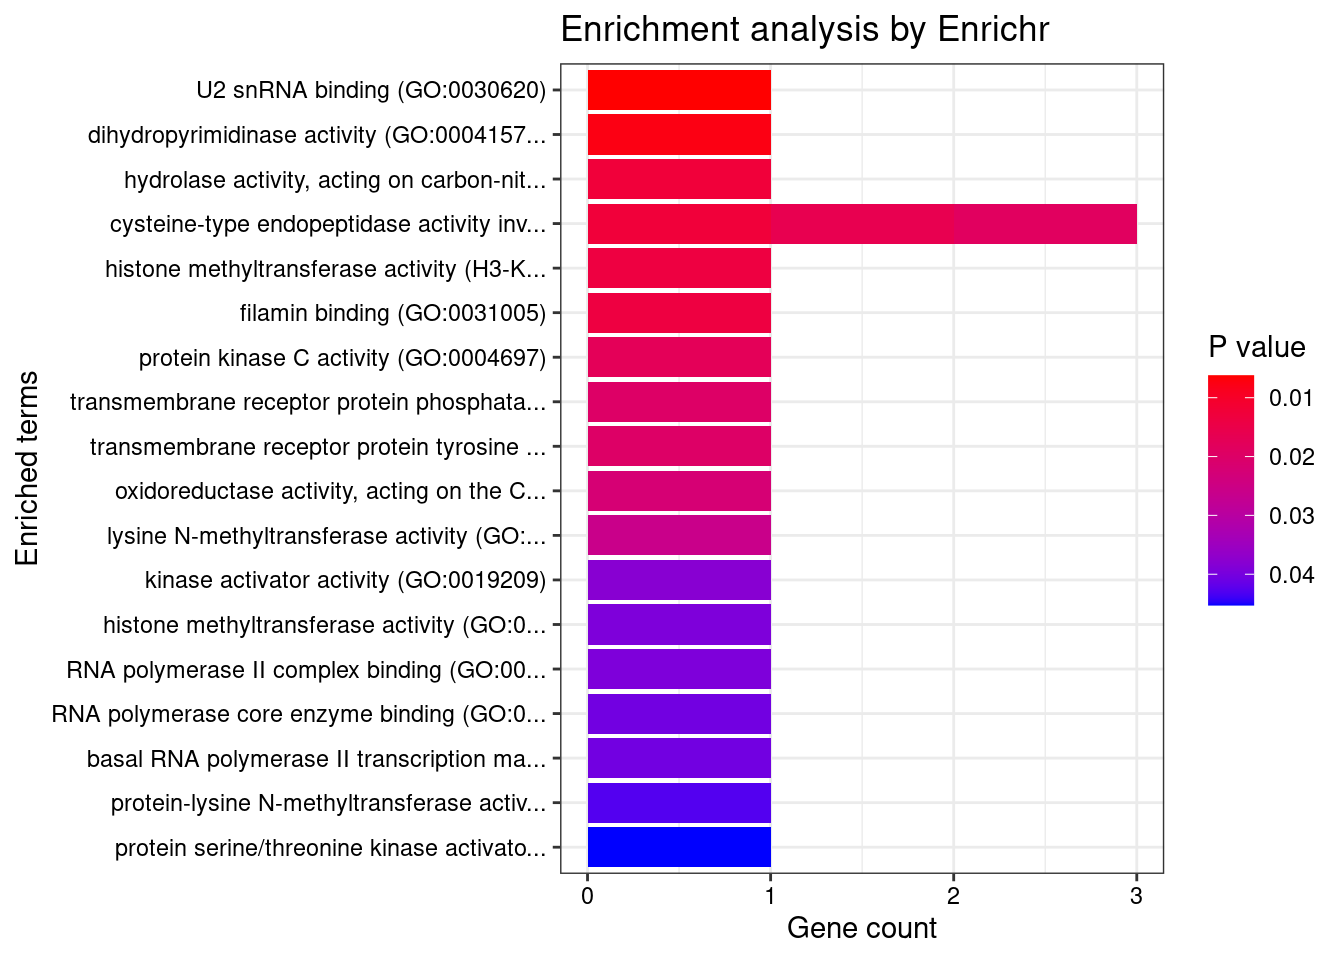 Enrichment analysis by Enrichr
U2 snRNA binding (GO:0030620)
dihydropyrimidinase activity (GO:0004157...
hydrolase activity, acting on carbon-nit...
cysteine-type endopeptidase activity inv...
histone methyltransferase activity (H3-K...
filamin binding (GO:0031005)
protein kinase C activity (GO:0004697)
transmembrane receptor protein phosphata...
transmembrane receptor protein tyrosine ...
oxidoreductase activity, acting on the C...
lysine N-methyltransferase activity (GO:...
kinase activator activity (GO:0019209)
histone methyltransferase activity (GO:0...
RNA polymerase II complex binding (GO:00...
RNA polymerase core enzyme binding (GO:0...
basal RNA polymerase II transcription ma...
protein-lysine N-methyltransferase activ...
protein serine/threonine kinase activato...
Enriched terms
0 1 2 3
Gene count
P value
0.01
0.02
0.03
0.04